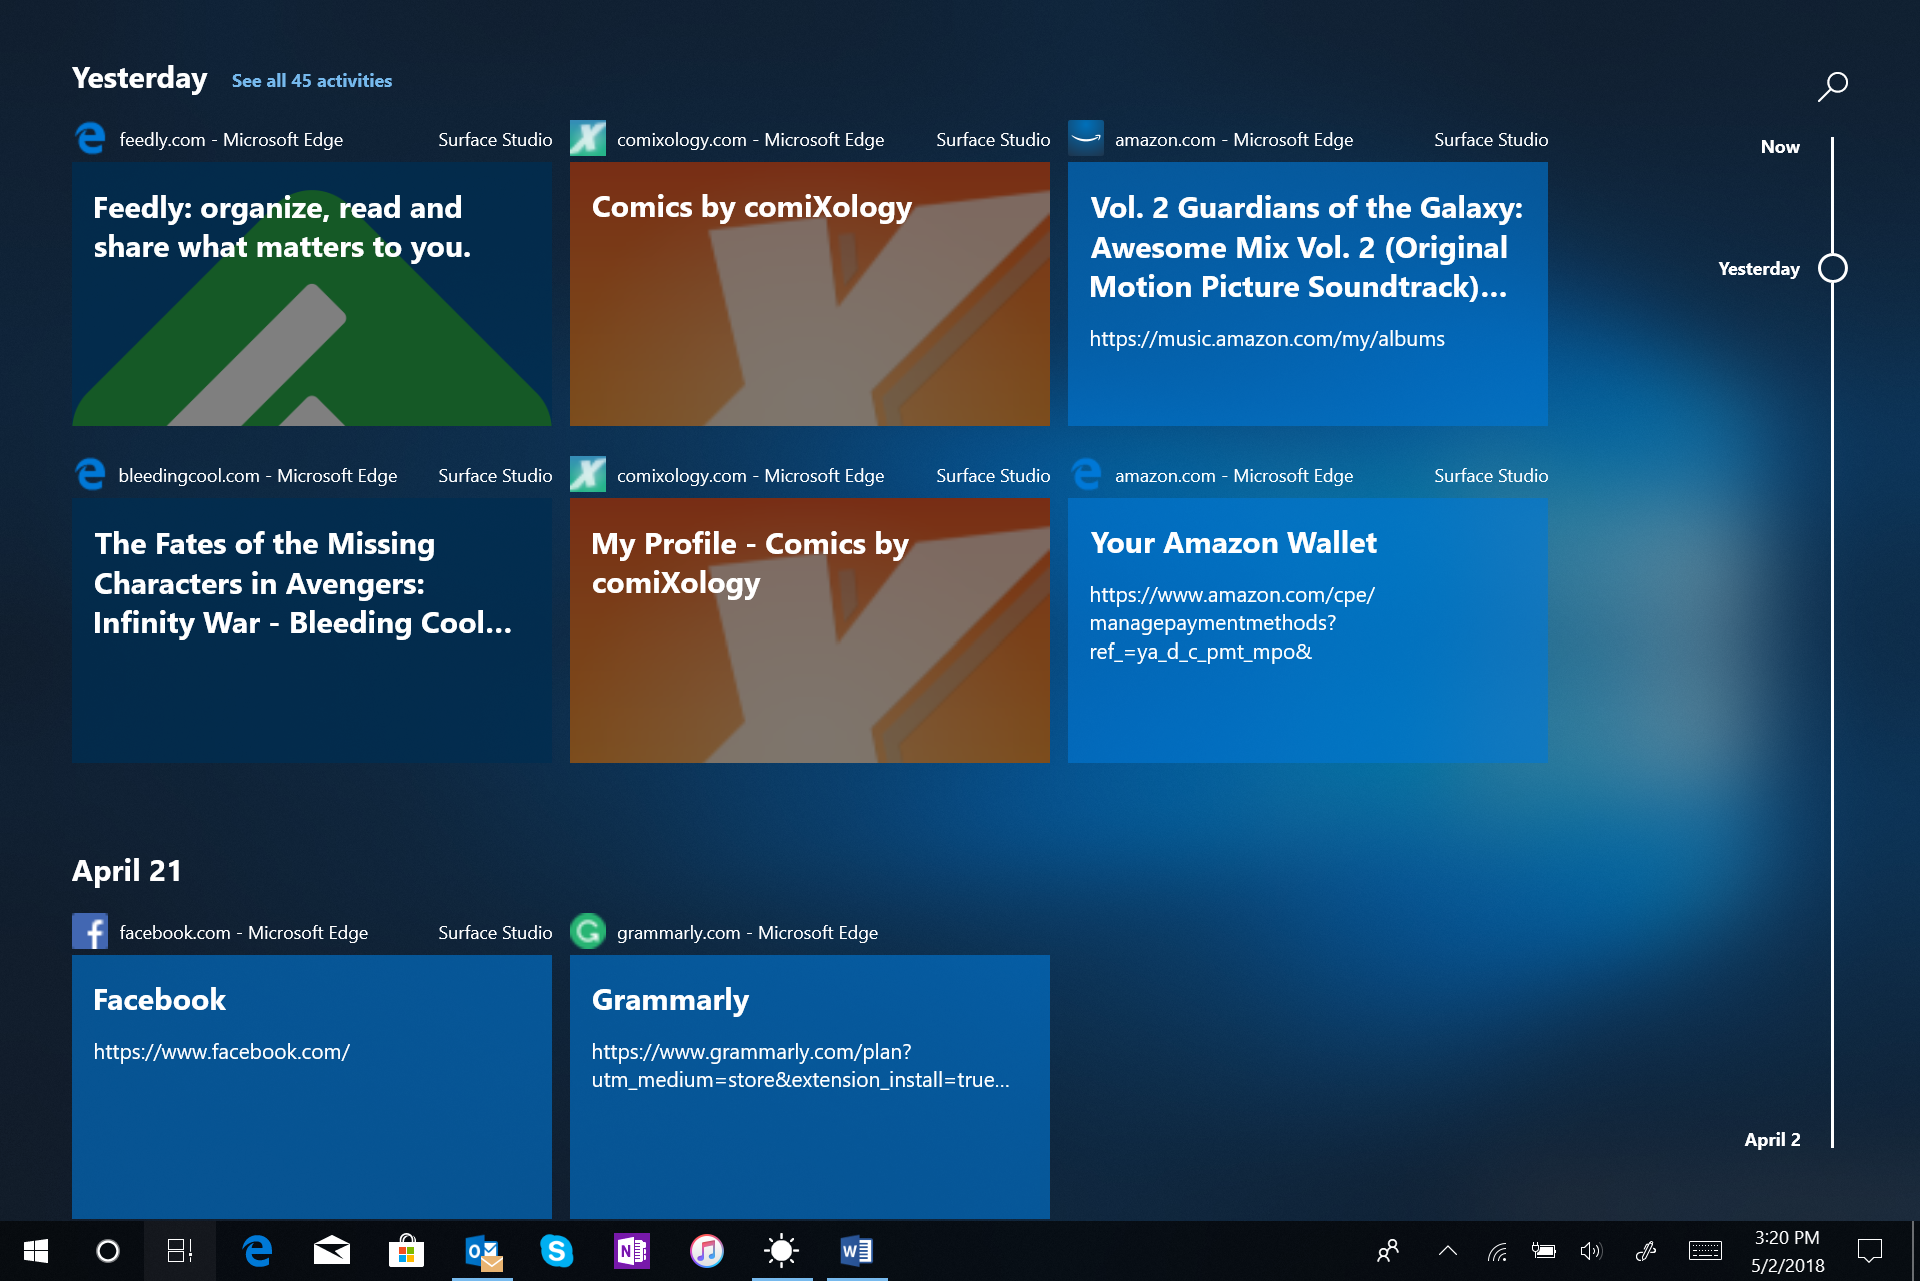 Yesterday See all 45 activities
feedly.com - Microsoft Edge Surface Studio
Feedly: organize, read and
share what matters to you.
comixology.com - Microsoft Edge Surface Studio
Comics by comiXology
amazon.com - Microsoft Edge Surface Studio
Vol. 2 Guardians of the Galaxy:
Awesome Mix Vol. 2 (Original
Motion Picture Soundtrack)...
https://music.amazon.com/my/albums
bleedingcool.com - Microsoft Edge Surface Studio
The Fates of the Missing
Characters in Avengers:
Infinity War - Bleeding Cool...
comixology.com - Microsoft Edge Surface Studio
My Profile - Comics by
comiXology
amazon.com - Microsoft Edge Surface Studio
Your Amazon Wallet
https://www.amazon.com/cpe/
managepaymentmethods?
ref_=ya_d_c_pmt_mpo&
April 21
facebook.com - Microsoft Edge Surface Studio
Facebook
https://www.facebook.com/
grammarly.com - Microsoft Edge
Grammarly
https://www.grammarly.com/plan?
utm_medium=store&extension_install=true...
Now
Yesterday
April 2
3:20 PM
5/2/2018